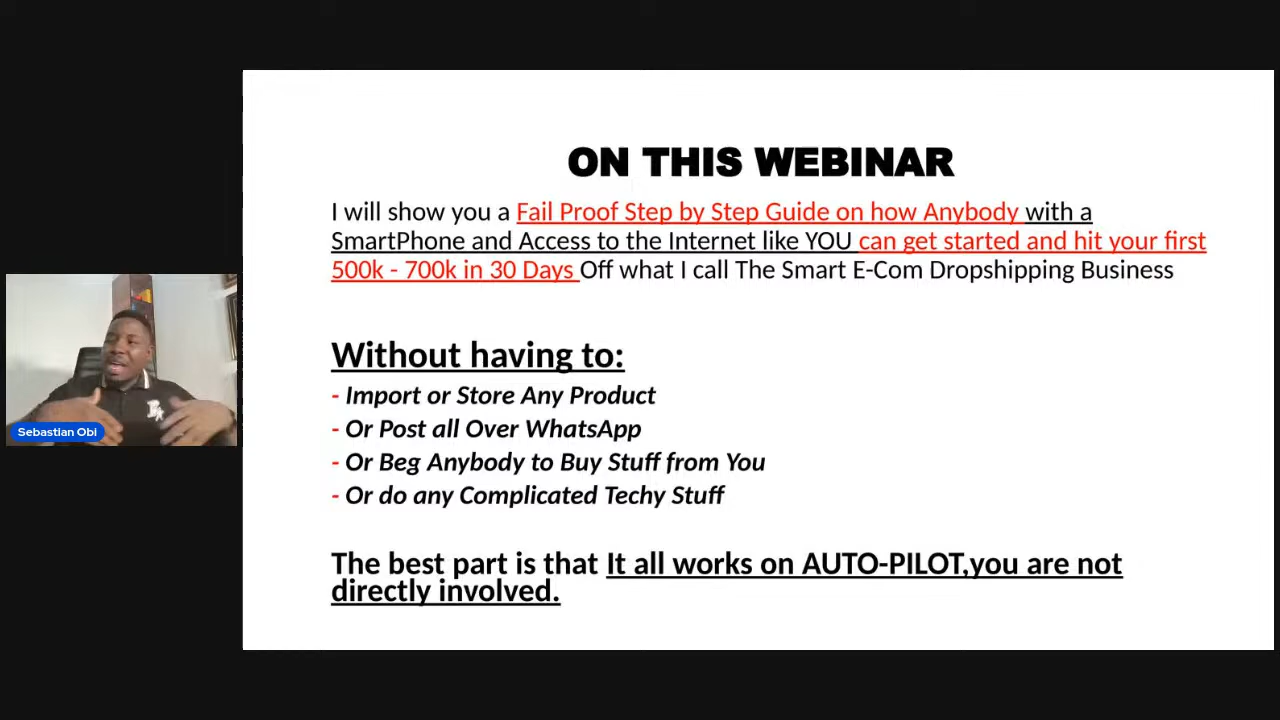 ON THIS WEBINAR
I will show you a Fail Proof Step by Step Guide on how Anybody with a
SmartPhone and Access to the Internet like YOU can get started and hit your first
500k - 700k in 30 Days Off what I call The Smart E-Com Dropshipping Business
Without having to:
- Import or Store Any Product
- Or Post all Over WhatsApp
- Or Beg Anybody to Buy Stuff from You
- Or do any Complicated Techy Stuff
The best part is that It all works on AUTO-PILOT,you are not
directly involved.
Sebastian Obi